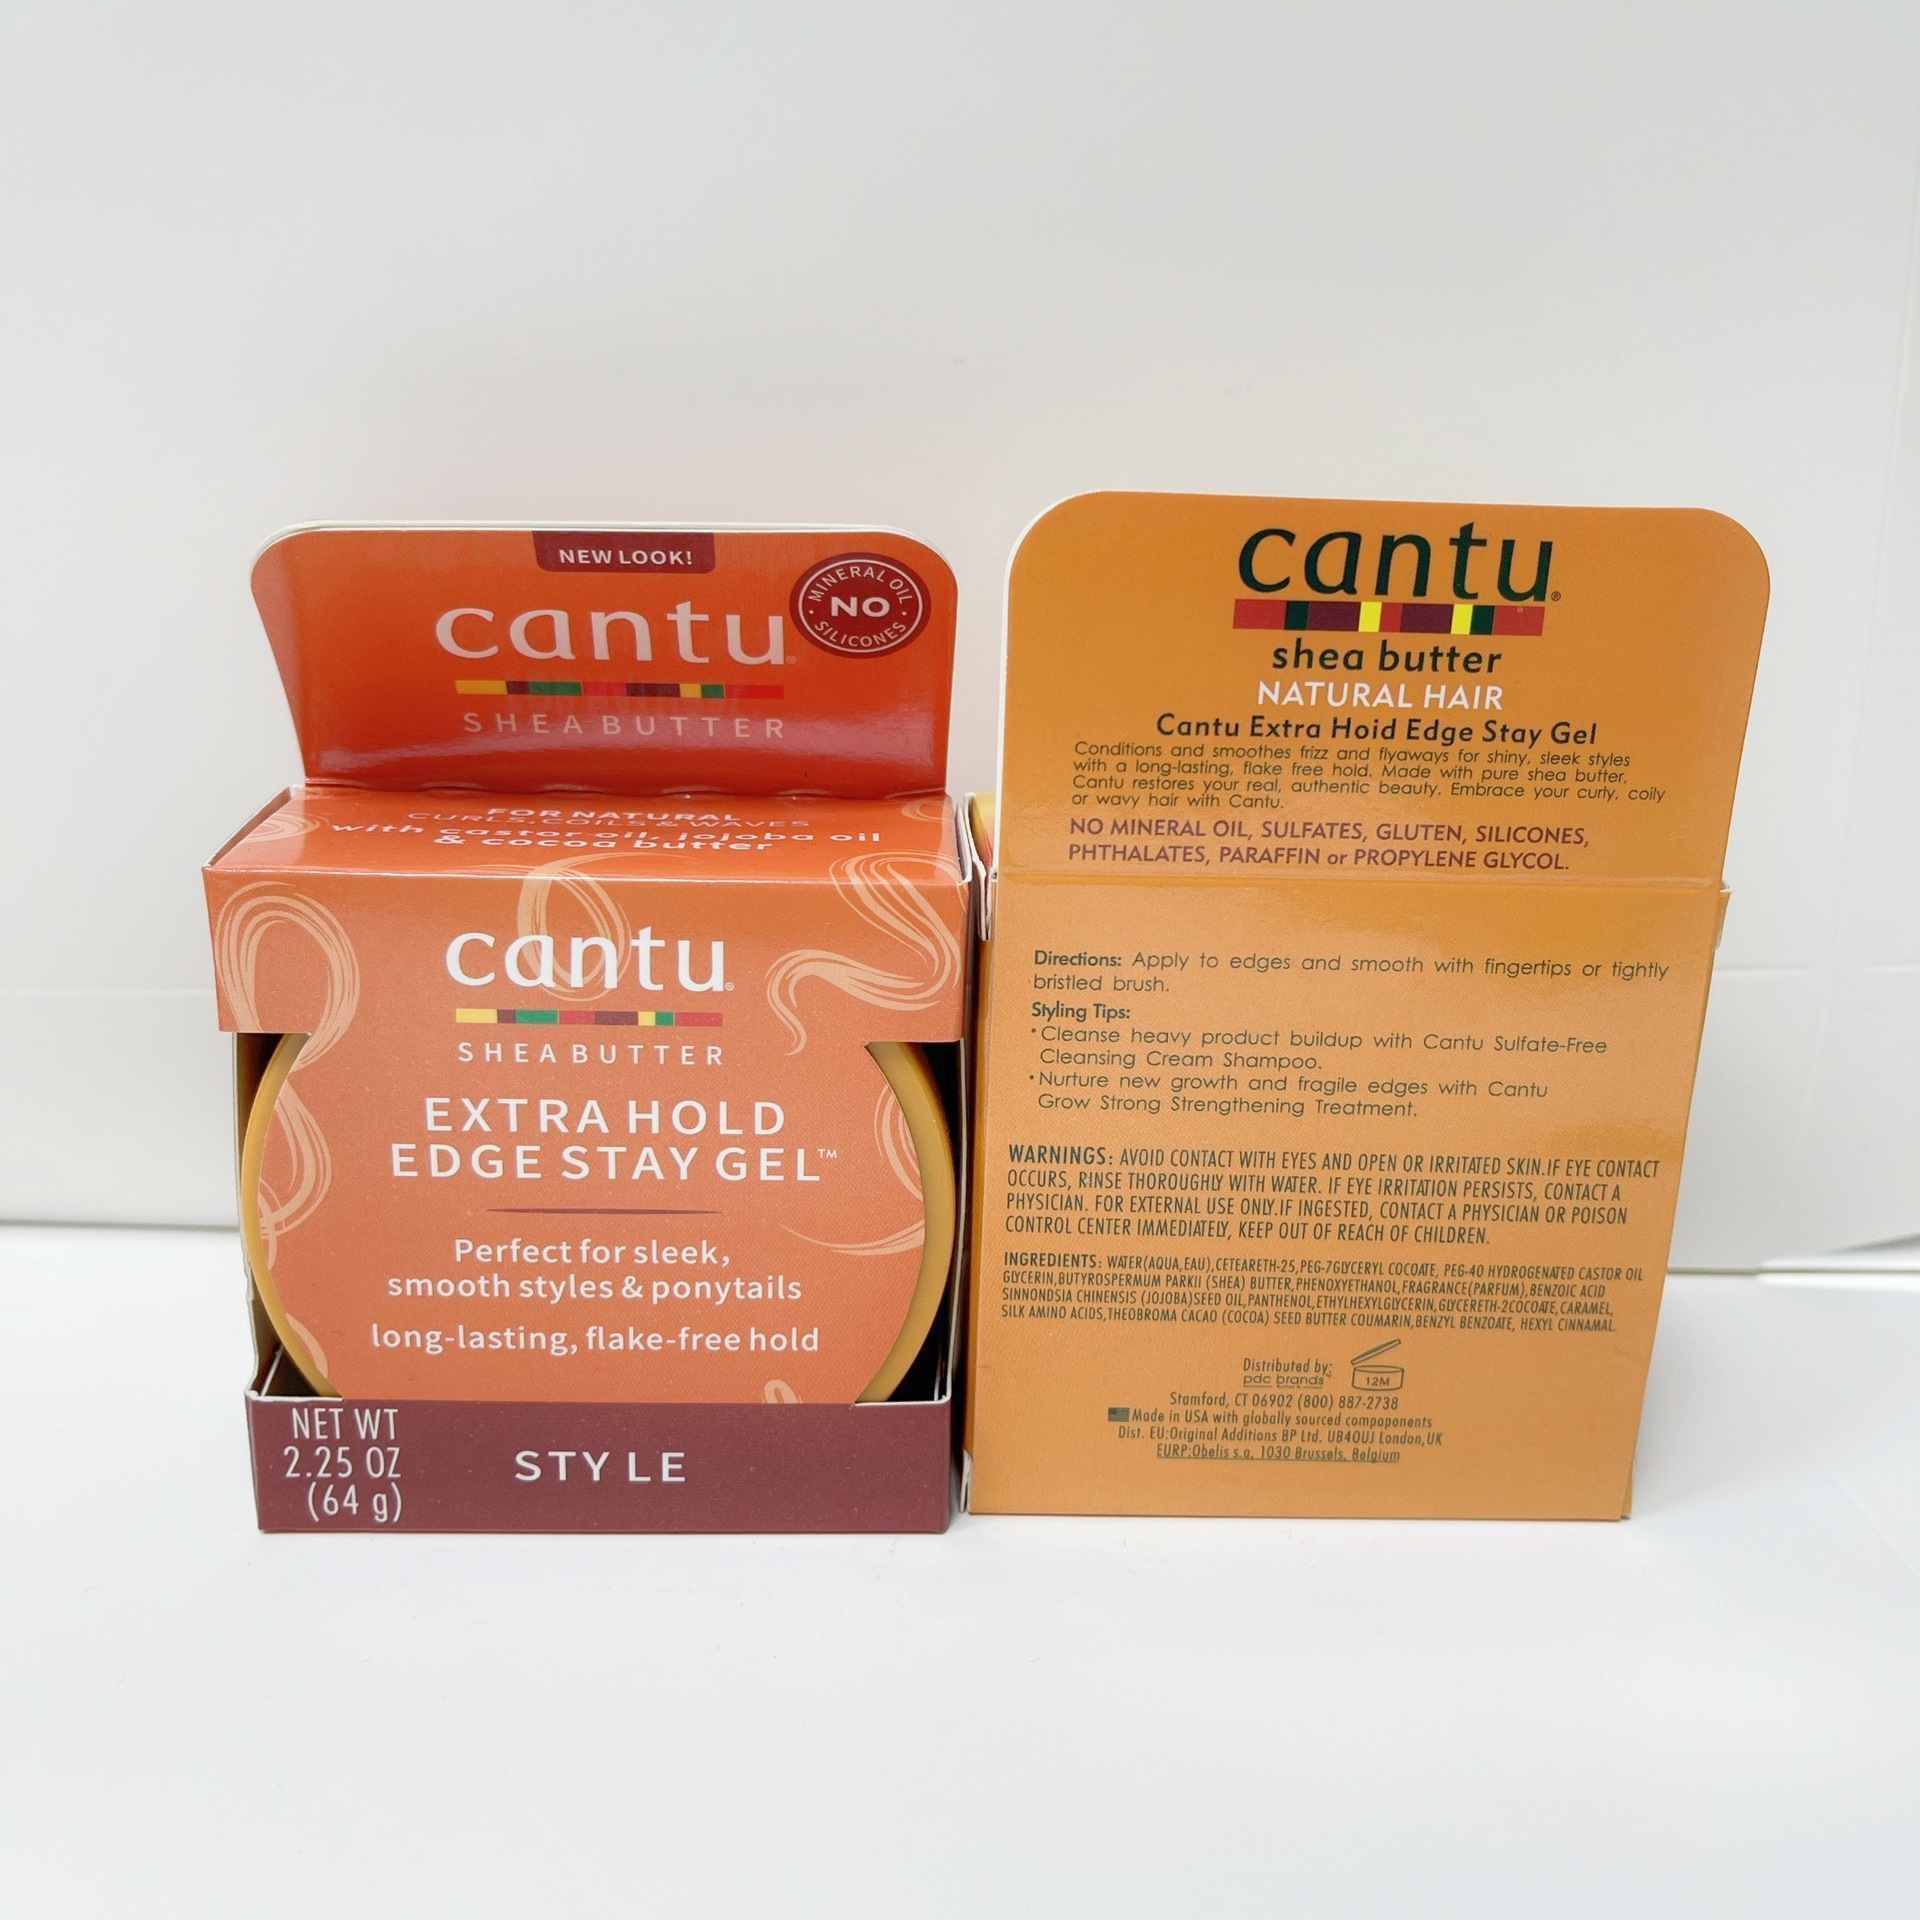 NEW LOOK!
MINERAL OIL
NO
SILICONES
cantu®
SHEA BUTTER
FOR NATURAL
CURLS, COILS & WAVES
with castor oil, jojoba oil
& cocoa butter
cantu®
SHEA BUTTER
EXTRA HOLD
EDGE STAY GEL™
Perfect for sleek,
smooth styles & ponytails
long-lasting, flake-free hold
NET WT
2.25 OZ
(64 g)
STYLE
cantu®
shea butter
NATURAL HAIR
Cantu Extra Hoid Edge Stay Gel
Conditions and smoothes frizz and flyaways for shiny, sleek styles
with a long-lasting, flake free hold. Made with pure shea butter,
Cantu restores your real, authentic beauty. Embrace your curly, coily
or wavy hair with Cantu.
NO MINERAL OIL, SULFATES, GLUTEN, SILICONES,
PHTHALATES, PARAFFIN or PROPYLENE GLYCOL.
Directions: Apply to edges and smooth with fingertips or tightly
bristled brush.
Styling Tips:
• Cleanse heavy product buildup with Cantu Sulfate-Free
Cleansing Cream Shampoo.
• Nurture new growth and fragile edges with Cantu
Grow Strong Strengthening Treatment.
WARNINGS: AVOID CONTACT WITH EYES AND OPEN OR IRRITATED SKIN.IF EYE CONTACT
OCCURS, RINSE THOROUGHLY WITH WATER. IF EYE IRRITATION PERSISTS, CONTACT A
PHYSICIAN. FOR EXTERNAL USE ONLY.IF INGESTED, CONTACT A PHYSICIAN OR POISON
CONTROL CENTER IMMEDIATELY, KEEP OUT OF REACH OF CHILDREN.
INGREDIENTS: WATER(AQUA,EAU),CETEARETH-25,PEG-7GLYCERYL COCOATE, PEG-40 HYDROGENATED CASTOR OIL
GLYCERIN,BUTYROSPERMUM PARKII (SHEA) BUTTER,PHENOXYETHANOL,FRAGRANCE(PARFUM),BENZOIC ACID
SINNONDSIA CHINENSIS (JOJOBA)SEED OIL,PANTHENOL,ETHYLHEXYLGLYCERIN,GLYCERETH-2COCOATE,CARAMEL,
SILK AMINO ACIDS,THEOBROMA CACAO (COCOA) SEED BUTTER COUMARIN,BENZYL BENZOATE, HEXYL CINNAMAL.
Distributed by:
pdc brands™
12M
Stamford, CT 06902 (800) 887-2738
Made in USA with globally sourced compoponents
Dist. EU:Original Additions BP Ltd. UB40UJ London,UK
EURP:Obelis s.a, 1030 Brussels, Belgium